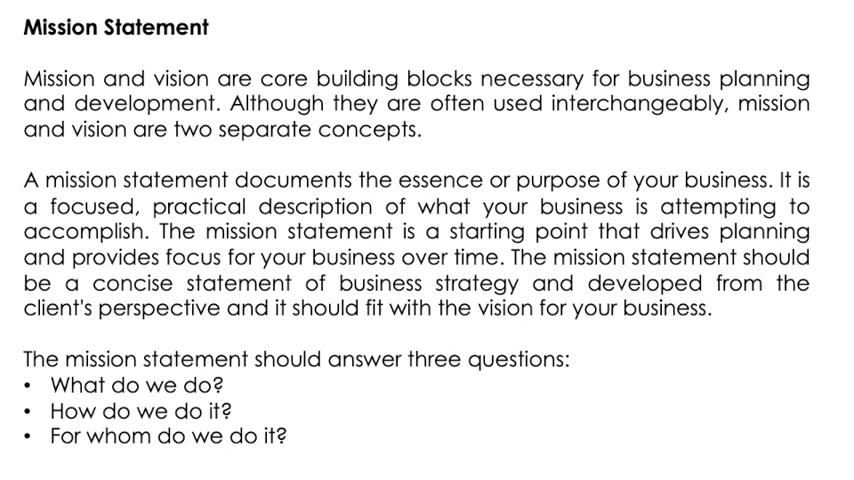 Mission Statement
Mission and vision are core building blocks necessary for business planning
and development. Although they are often used interchangeably, mission
and vision are two separate concepts.
A mission statement documents the essence or purpose of your business. It is
a focused, practical description of what your business is attempting to
accomplish. The mission statement is a starting point that drives planning
and provides focus for your business over time. The mission statement should
be a concise statement of business strategy and developed from the
client's perspective and it should fit with the vision for your business.
The mission statement should answer three questions:
• What do we do?
• How do we do it?
• For whom do we do it?